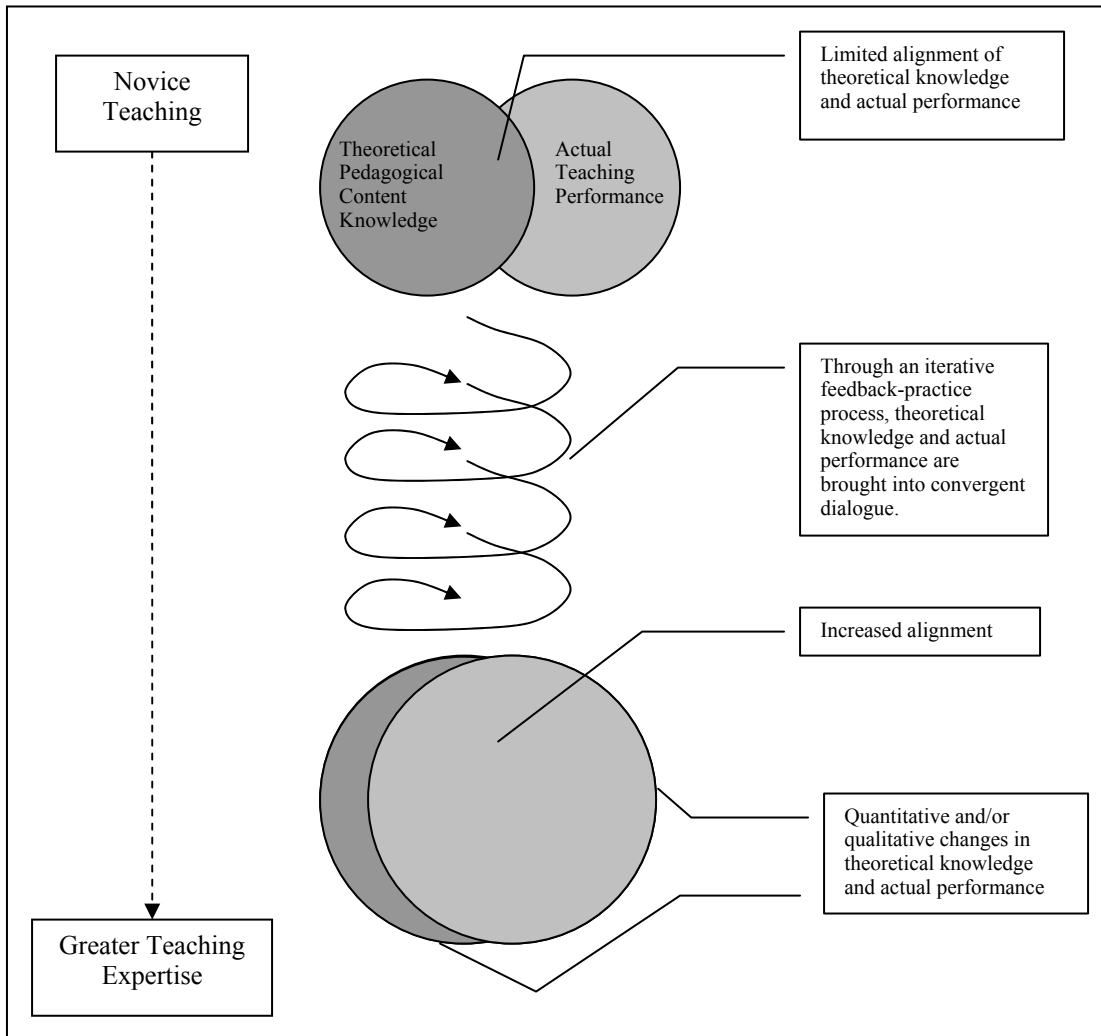 Novice
Teaching
Limited alignment of
theoretical knowledge
and actual performance
Theoretical
Pedagogical
Content
Knowledge
Actual
Teaching
Performance
Through an iterative
feedback-practice
process, theoretical
knowledge and actual
performance are
brought into convergent
dialogue.
Increased alignment
Quantitative and/or
qualitative changes in
theoretical knowledge
and actual performance
Greater Teaching
Expertise